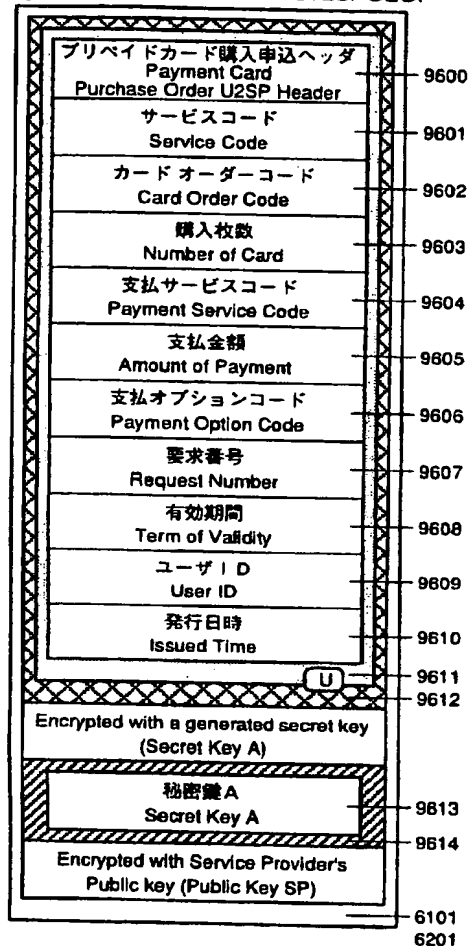 プリペイドカード購入申込ヘッダ
Payment Card
Purchase Order U2SP Header
9600
サービスコード
Service Code
9601
カード オーダーコード
Card Order Code
9602
購入枚数
Number of Card
9603
支払サービスコード
Payment Service Code
9604
支払金額
Amount of Payment
9605
支払オプションコード
Payment Option Code
9606
要求番号
Request Number
9607
有効期間
Term of Validity
9608
ユーザID
User ID
9609
発行日時
Issued Time
9610
U
9611
9612
Encrypted with a generated secret key
(Secret Key A)
秘密鍵A
Secret Key A
9613
9614
Encrypted with Service Provider's
Public key (Public Key SP)
6101
6201